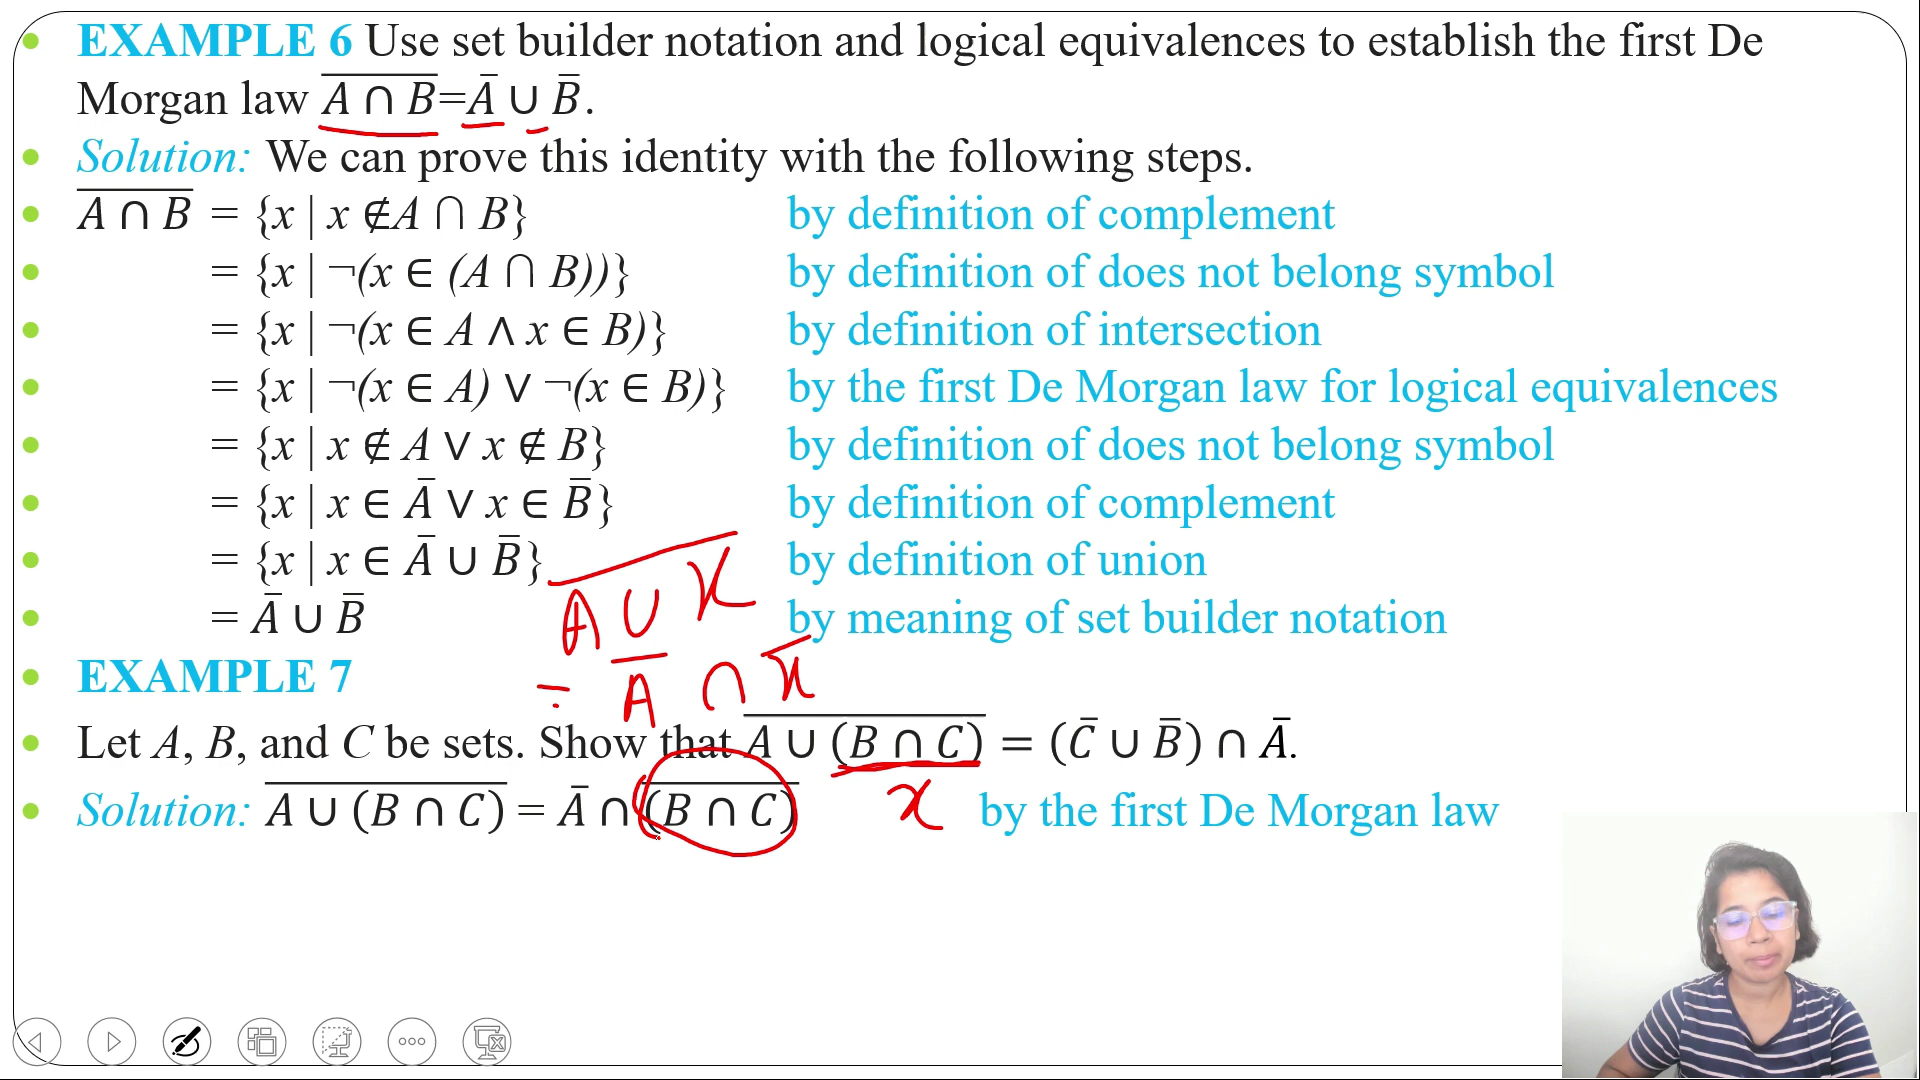 EXAMPLE 6 Use set builder notation and logical equivalences to establish the first De
Morgan law A̅ ̅∩̅ ̅B̅=A̅ ∪ B̅.
Solution: We can prove this identity with the following steps.
A̅ ̅∩̅ ̅B̅ = {x | x ∉A ∩ B} by definition of complement
= {x | ¬(x ∈ (A ∩ B))} by definition of does not belong symbol
= {x | ¬(x ∈ A ∧ x ∈ B)} by definition of intersection
= {x | ¬(x ∈ A) ∨ ¬(x ∈ B)} by the first De Morgan law for logical equivalences
= {x | x ∉ A ∨ x ∉ B} by definition of does not belong symbol
= {x | x ∈ A̅ ∨ x ∈ B̅} by definition of complement
= {x | x ∈ A̅ ∪ B̅} by definition of union
A̅ ̅∪̅ ̅x̅
= A̅ ∪ B̅ by meaning of set builder notation
= A̅ ∩ x̅
EXAMPLE 7
Let A, B, and C be sets. Show that A̅ ̅∪̅ ̅(̅B̅ ̅∩̅ ̅C̅)̅ = (C̅ ∪ B̅) ∩ A̅.
Solution: A̅ ̅∪̅ ̅(̅B̅ ̅∩̅ ̅C̅)̅ = A̅ ∩ (̅B̅ ̅∩̅ ̅C̅)̅ x by the first De Morgan law